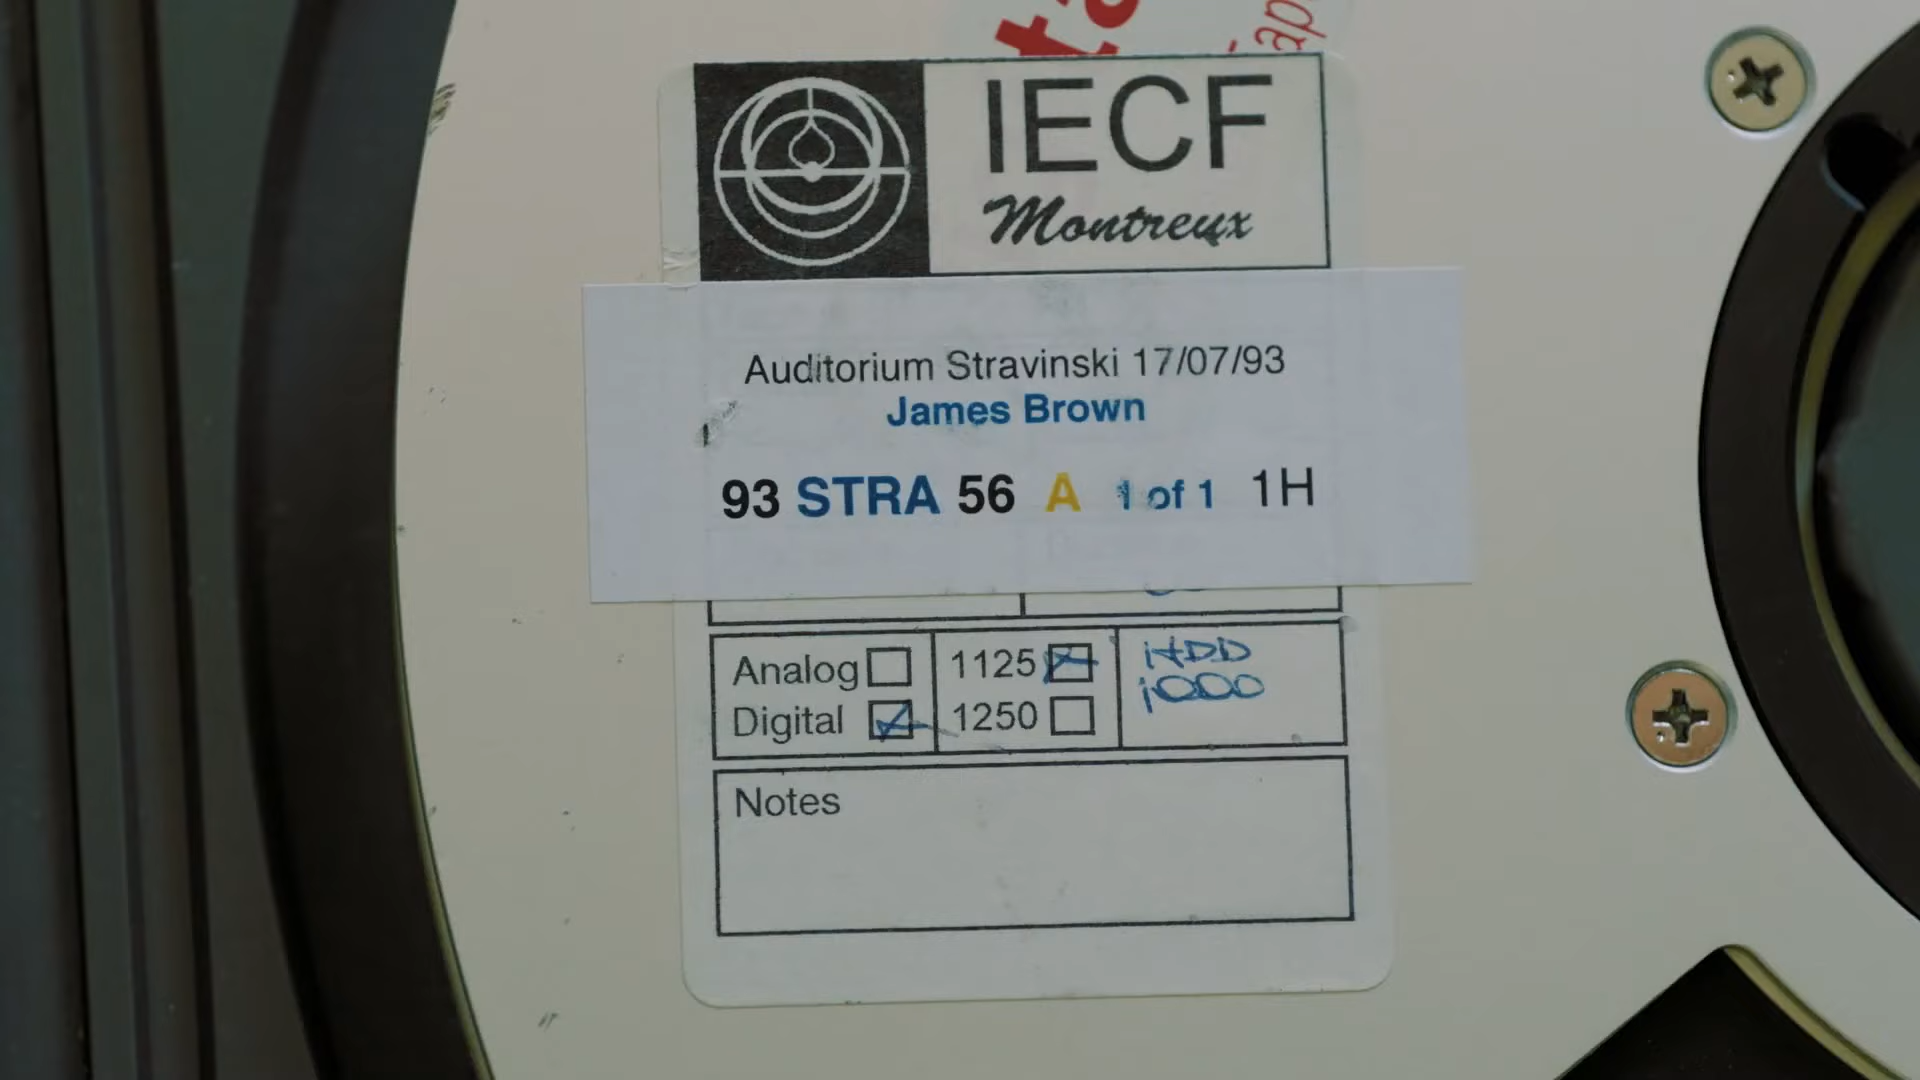 IECF
Montreux
Auditorium Stravinski 17/07/93
James Brown
93 STRA 56 A 1 of 1 1H
Analog 1125 HDD
Digital 1250 1000
Notes